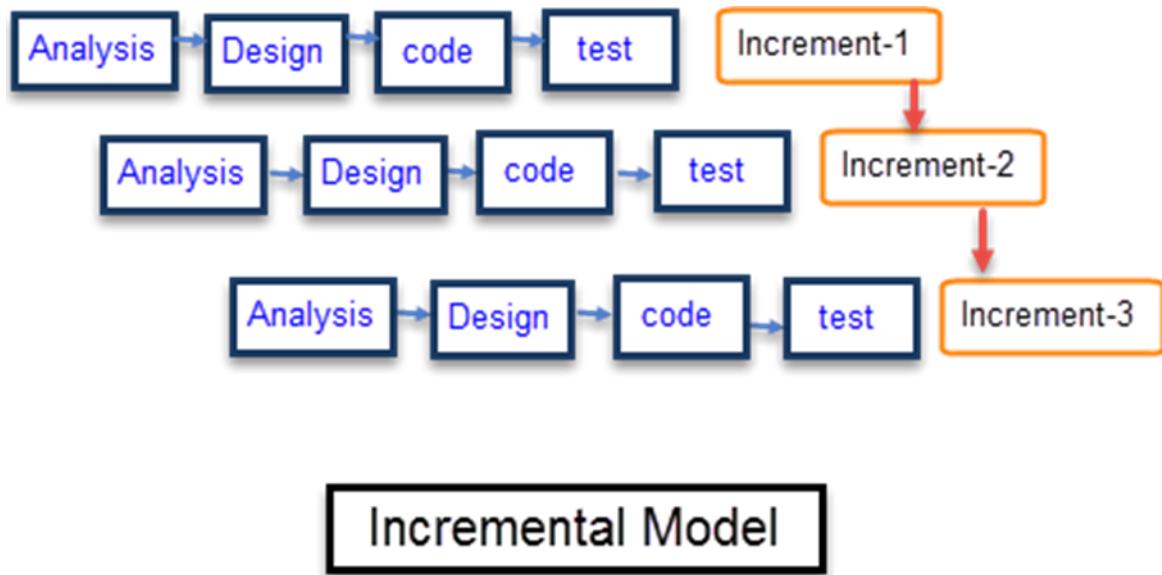 Analysis Design code test Increment-1
Analysis Design code test Increment-2
Analysis Design code test Increment-3
Incremental Model